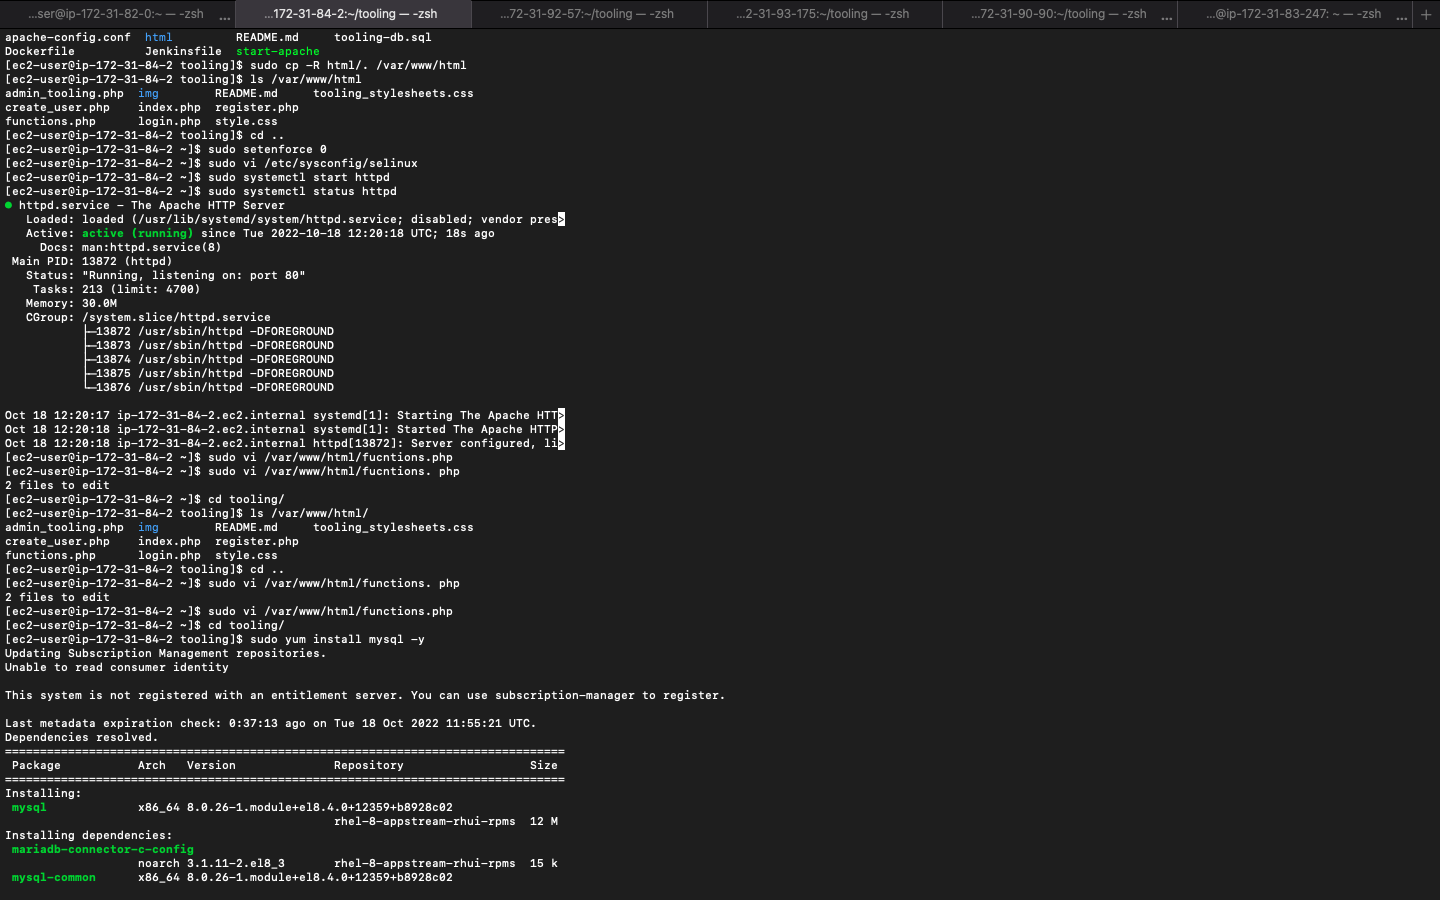 ...ser@ip-172-31-82-0:~ — -zsh ... ...172-31-84-2:~/tooling — -zsh ...72-31-92-57:~/tooling — -zsh ...2-31-93-175:~/tooling — -zsh ...72-31-90-90:~/tooling — -zsh ... ...@ip-172-31-83-247: ~ — -zsh ... +
apache-config.conf  html         README.md     tooling-db.sql
Dockerfile          Jenkinsfile  start-apache
[ec2-user@ip-172-31-84-2 tooling]$ sudo cp -R html/. /var/www/html
[ec2-user@ip-172-31-84-2 tooling]$ ls /var/www/html
admin_tooling.php  img        README.md     tooling_stylesheets.css
create_user.php    index.php  register.php
functions.php      login.php  style.css
[ec2-user@ip-172-31-84-2 tooling]$ cd ..
[ec2-user@ip-172-31-84-2 ~]$ sudo setenforce 0
[ec2-user@ip-172-31-84-2 ~]$ sudo vi /etc/sysconfig/selinux
[ec2-user@ip-172-31-84-2 ~]$ sudo systemctl start httpd
[ec2-user@ip-172-31-84-2 ~]$ sudo systemctl status httpd
● httpd.service - The Apache HTTP Server
   Loaded: loaded (/usr/lib/systemd/system/httpd.service; disabled; vendor pres>
   Active: active (running) since Tue 2022-10-18 12:20:18 UTC; 18s ago
     Docs: man:httpd.service(8)
 Main PID: 13872 (httpd)
   Status: "Running, listening on: port 80"
    Tasks: 213 (limit: 4700)
   Memory: 30.0M
   CGroup: /system.slice/httpd.service
           ├─13872 /usr/sbin/httpd -DFOREGROUND
           ├─13873 /usr/sbin/httpd -DFOREGROUND
           ├─13874 /usr/sbin/httpd -DFOREGROUND
           ├─13875 /usr/sbin/httpd -DFOREGROUND
           └─13876 /usr/sbin/httpd -DFOREGROUND
Oct 18 12:20:17 ip-172-31-84-2.ec2.internal systemd[1]: Starting The Apache HTT>
Oct 18 12:20:18 ip-172-31-84-2.ec2.internal systemd[1]: Started The Apache HTTP>
Oct 18 12:20:18 ip-172-31-84-2.ec2.internal httpd[13872]: Server configured, li>
[ec2-user@ip-172-31-84-2 ~]$ sudo vi /var/www/html/fucntions.php
[ec2-user@ip-172-31-84-2 ~]$ sudo vi /var/www/html/fucntions. php
2 files to edit
[ec2-user@ip-172-31-84-2 ~]$ cd tooling/
[ec2-user@ip-172-31-84-2 tooling]$ ls /var/www/html/
admin_tooling.php  img        README.md     tooling_stylesheets.css
create_user.php    index.php  register.php
functions.php      login.php  style.css
[ec2-user@ip-172-31-84-2 tooling]$ cd ..
[ec2-user@ip-172-31-84-2 ~]$ sudo vi /var/www/html/functions. php
2 files to edit
[ec2-user@ip-172-31-84-2 ~]$ sudo vi /var/www/html/functions.php
[ec2-user@ip-172-31-84-2 ~]$ cd tooling/
[ec2-user@ip-172-31-84-2 tooling]$ sudo yum install mysql -y
Updating Subscription Management repositories.
Unable to read consumer identity
This system is not registered with an entitlement server. You can use subscription-manager to register.
Last metadata expiration check: 0:37:13 ago on Tue 18 Oct 2022 11:55:21 UTC.
Dependencies resolved.
================================================================================
 Package           Arch   Version              Repository                  Size
================================================================================
Installing:
 mysql             x86_64 8.0.26-1.module+el8.4.0+12359+b8928c02
                                               rhel-8-appstream-rhui-rpms  12 M
Installing dependencies:
 mariadb-connector-c-config
                   noarch 3.1.11-2.el8_3       rhel-8-appstream-rhui-rpms  15 k
 mysql-common      x86_64 8.0.26-1.module+el8.4.0+12359+b8928c02